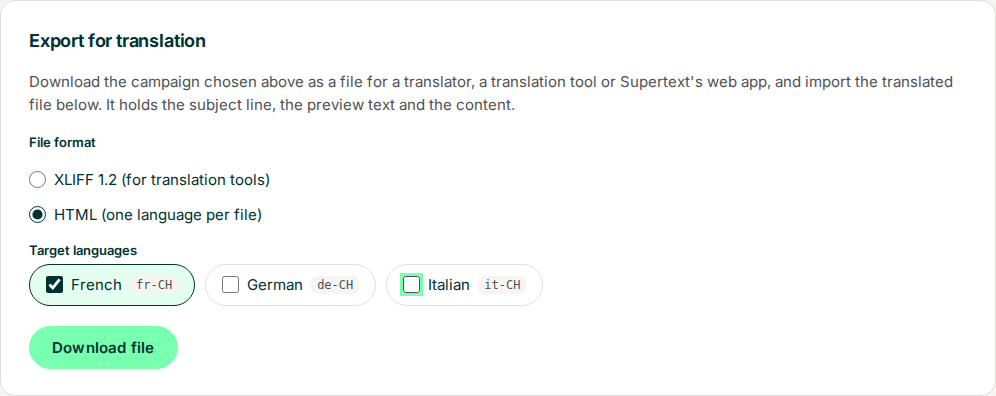 Export for translation
Download the campaign chosen above as a file for a translator, a translation tool or Supertext's web app, and import the translated
file below. It holds the subject line, the preview text and the content.
File format
XLIFF 1.2 (for translation tools)
HTML (one language per file)
Target languages
French fr-CH German de-CH Italian it-CH
Download file